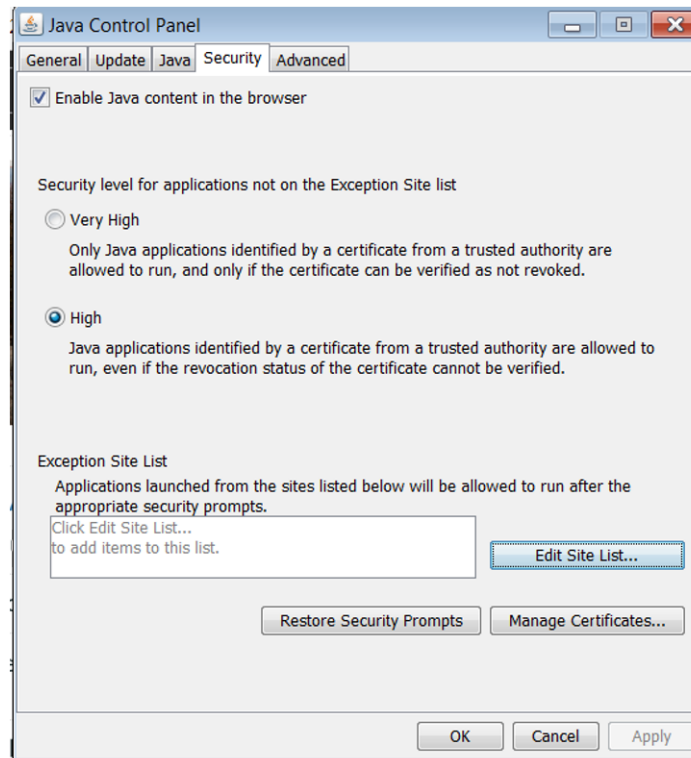 Java Control Panel
General Update Java Security Advanced
Enable Java content in the browser
Security level for applications not on the Exception Site list
Very High
Only Java applications identified by a certificate from a trusted authority are
allowed to run, and only if the certificate can be verified as not revoked.
High
Java applications identified by a certificate from a trusted authority are allowed to
run, even if the revocation status of the certificate cannot be verified.
Exception Site List
Applications launched from the sites listed below will be allowed to run after the
appropriate security prompts.
Click Edit Site List...
to add items to this list.
Edit Site List...
Restore Security Prompts Manage Certificates...
OK Cancel Apply